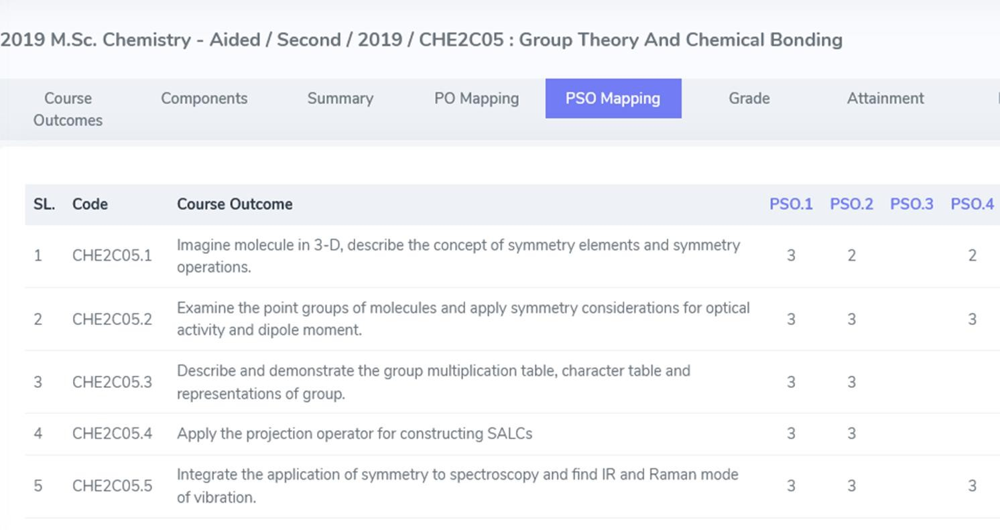 2019 M.Sc. Chemistry - Aided / Second / 2019 / CHE2C05 : Group Theory And Chemical Bonding
Course Outcomes Components Summary PO Mapping PSO Mapping Grade Attainment
SL. Code Course Outcome PSO.1 PSO.2 PSO.3 PSO.4
1 CHE2C05.1 Imagine molecule in 3-D, describe the concept of symmetry elements and symmetry
operations. 3 2 2
2 CHE2C05.2 Examine the point groups of molecules and apply symmetry considerations for optical
activity and dipole moment. 3 3 3
3 CHE2C05.3 Describe and demonstrate the group multiplication table, character table and
representations of group. 3 3
4 CHE2C05.4 Apply the projection operator for constructing SALCs 3 3
5 CHE2C05.5 Integrate the application of symmetry to spectroscopy and find IR and Raman mode
of vibration. 3 3 3